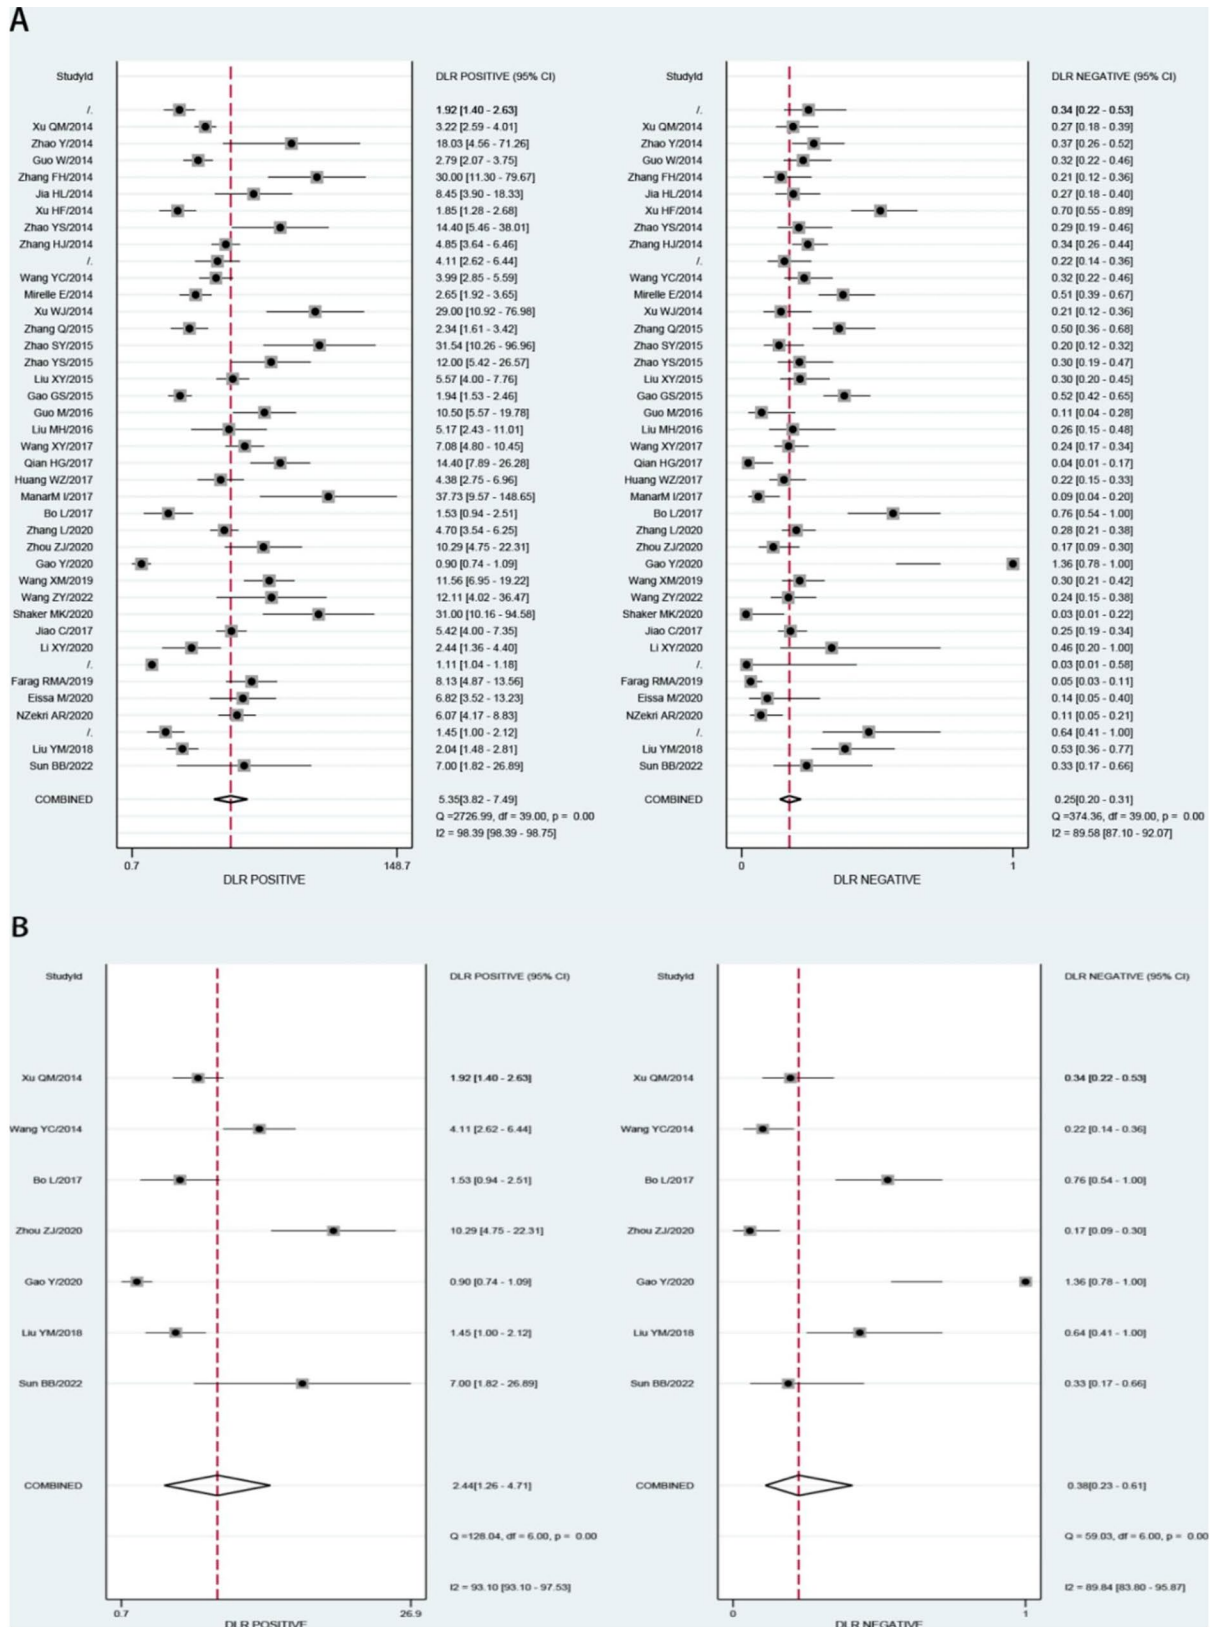 A
StudyId DLR POSITIVE (95% CI) StudyId DLR NEGATIVE (95% CI)
/. 1.92 [1.40 - 2.63] /. 0.34 [0.22 - 0.53]
Xu QM/2014 3.22 [2.59 - 4.01] Xu QM/2014 0.27 [0.18 - 0.39]
Zhao Y/2014 18.03 [4.56 - 71.26] Zhao Y/2014 0.37 [0.26 - 0.52]
Guo W/2014 2.79 [2.07 - 3.75] Guo W/2014 0.32 [0.22 - 0.46]
Zhang FH/2014 30.00 [11.30 - 79.67] Zhang FH/2014 0.21 [0.12 - 0.36]
Jia HL/2014 8.45 [3.90 - 18.33] Jia HL/2014 0.27 [0.18 - 0.40]
Xu HF/2014 1.85 [1.28 - 2.68] Xu HF/2014 0.70 [0.55 - 0.89]
Zhao YS/2014 14.40 [5.46 - 38.01] Zhao YS/2014 0.29 [0.19 - 0.46]
Zhang HJ/2014 4.85 [3.64 - 6.46] Zhang HJ/2014 0.34 [0.26 - 0.44]
/. 4.11 [2.62 - 6.44] /. 0.22 [0.14 - 0.36]
Wang YC/2014 3.99 [2.85 - 5.59] Wang YC/2014 0.32 [0.22 - 0.46]
Mirelle E/2014 2.65 [1.92 - 3.65] Mirelle E/2014 0.51 [0.39 - 0.67]
Xu WJ/2014 29.00 [10.92 - 76.98] Xu WJ/2014 0.21 [0.12 - 0.36]
Zhang Q/2015 2.34 [1.61 - 3.42] Zhang Q/2015 0.50 [0.36 - 0.68]
Zhao SY/2015 31.54 [10.26 - 96.96] Zhao SY/2015 0.20 [0.12 - 0.32]
Zhao YS/2015 12.00 [5.42 - 26.57] Zhao YS/2015 0.30 [0.19 - 0.47]
Liu XY/2015 5.57 [4.00 - 7.76] Liu XY/2015 0.30 [0.20 - 0.45]
Gao GS/2015 1.94 [1.53 - 2.46] Gao GS/2015 0.52 [0.42 - 0.65]
Guo M/2016 10.50 [5.57 - 19.78] Guo M/2016 0.11 [0.04 - 0.28]
Liu MH/2016 5.17 [2.43 - 11.01] Liu MH/2016 0.26 [0.15 - 0.48]
Wang XY/2017 7.08 [4.80 - 10.45] Wang XY/2017 0.24 [0.17 - 0.34]
Qian HG/2017 14.40 [7.89 - 26.28] Qian HG/2017 0.04 [0.01 - 0.17]
Huang WZ/2017 4.38 [2.75 - 6.96] Huang WZ/2017 0.22 [0.15 - 0.33]
ManarM I/2017 37.73 [9.57 - 148.65] ManarM I/2017 0.09 [0.04 - 0.20]
Bo L/2017 1.53 [0.94 - 2.51] Bo L/2017 0.76 [0.54 - 1.00]
Zhang L/2020 4.70 [3.54 - 6.25] Zhang L/2020 0.28 [0.21 - 0.38]
Zhou ZJ/2020 10.29 [4.75 - 22.31] Zhou ZJ/2020 0.17 [0.09 - 0.30]
Gao Y/2020 0.90 [0.74 - 1.09] Gao Y/2020 1.36 [0.78 - 1.00]
Wang XM/2019 11.56 [6.95 - 19.22] Wang XM/2019 0.30 [0.21 - 0.42]
Wang ZY/2022 12.11 [4.02 - 36.47] Wang ZY/2022 0.24 [0.15 - 0.38]
Shaker MK/2020 31.00 [10.16 - 94.58] Shaker MK/2020 0.03 [0.01 - 0.22]
Jiao C/2017 5.42 [4.00 - 7.35] Jiao C/2017 0.25 [0.19 - 0.34]
Li XY/2020 2.44 [1.36 - 4.40] Li XY/2020 0.46 [0.20 - 1.00]
/. 1.11 [1.04 - 1.18] /. 0.03 [0.01 - 0.58]
Farag RMA/2019 8.13 [4.87 - 13.56] Farag RMA/2019 0.05 [0.03 - 0.11]
Eissa M/2020 6.82 [3.52 - 13.23] Eissa M/2020 0.14 [0.05 - 0.40]
NZekri AR/2020 6.07 [4.17 - 8.83] NZekri AR/2020 0.11 [0.05 - 0.21]
/. 1.45 [1.00 - 2.12] /. 0.64 [0.41 - 1.00]
Liu YM/2018 2.04 [1.48 - 2.81] Liu YM/2018 0.53 [0.36 - 0.77]
Sun BB/2022 7.00 [1.82 - 26.89] Sun BB/2022 0.33 [0.17 - 0.66]
COMBINED 5.35[3.82 - 7.49] COMBINED 0.25[0.20 - 0.31]
Q =2726.99, df = 39.00, p = 0.00 Q =374.36, df = 39.00, p = 0.00
I2 = 98.39 [98.39 - 98.75] I2 = 89.58 [87.10 - 92.07]
0.7 148.7 0 1
DLR POSITIVE DLR NEGATIVE
B
StudyId DLR POSITIVE (95% CI) StudyId DLR NEGATIVE (95% CI)
Xu QM/2014 1.92 [1.40 - 2.63] Xu QM/2014 0.34 [0.22 - 0.53]
Wang YC/2014 4.11 [2.62 - 6.44] Wang YC/2014 0.22 [0.14 - 0.36]
Bo L/2017 1.53 [0.94 - 2.51] Bo L/2017 0.76 [0.54 - 1.00]
Zhou ZJ/2020 10.29 [4.75 - 22.31] Zhou ZJ/2020 0.17 [0.09 - 0.30]
Gao Y/2020 0.90 [0.74 - 1.09] Gao Y/2020 1.36 [0.78 - 1.00]
Liu YM/2018 1.45 [1.00 - 2.12] Liu YM/2018 0.64 [0.41 - 1.00]
Sun BB/2022 7.00 [1.82 - 26.89] Sun BB/2022 0.33 [0.17 - 0.66]
COMBINED 2.44[1.26 - 4.71] COMBINED 0.38[0.23 - 0.61]
Q =128.04, df = 6.00, p = 0.00 Q = 59.03, df = 6.00, p = 0.00
I2 = 93.10 [93.10 - 97.53] I2 = 89.84 [83.80 - 95.87]
0.7 26.9 0 1
DLR POSITIVE DLR NEGATIVE